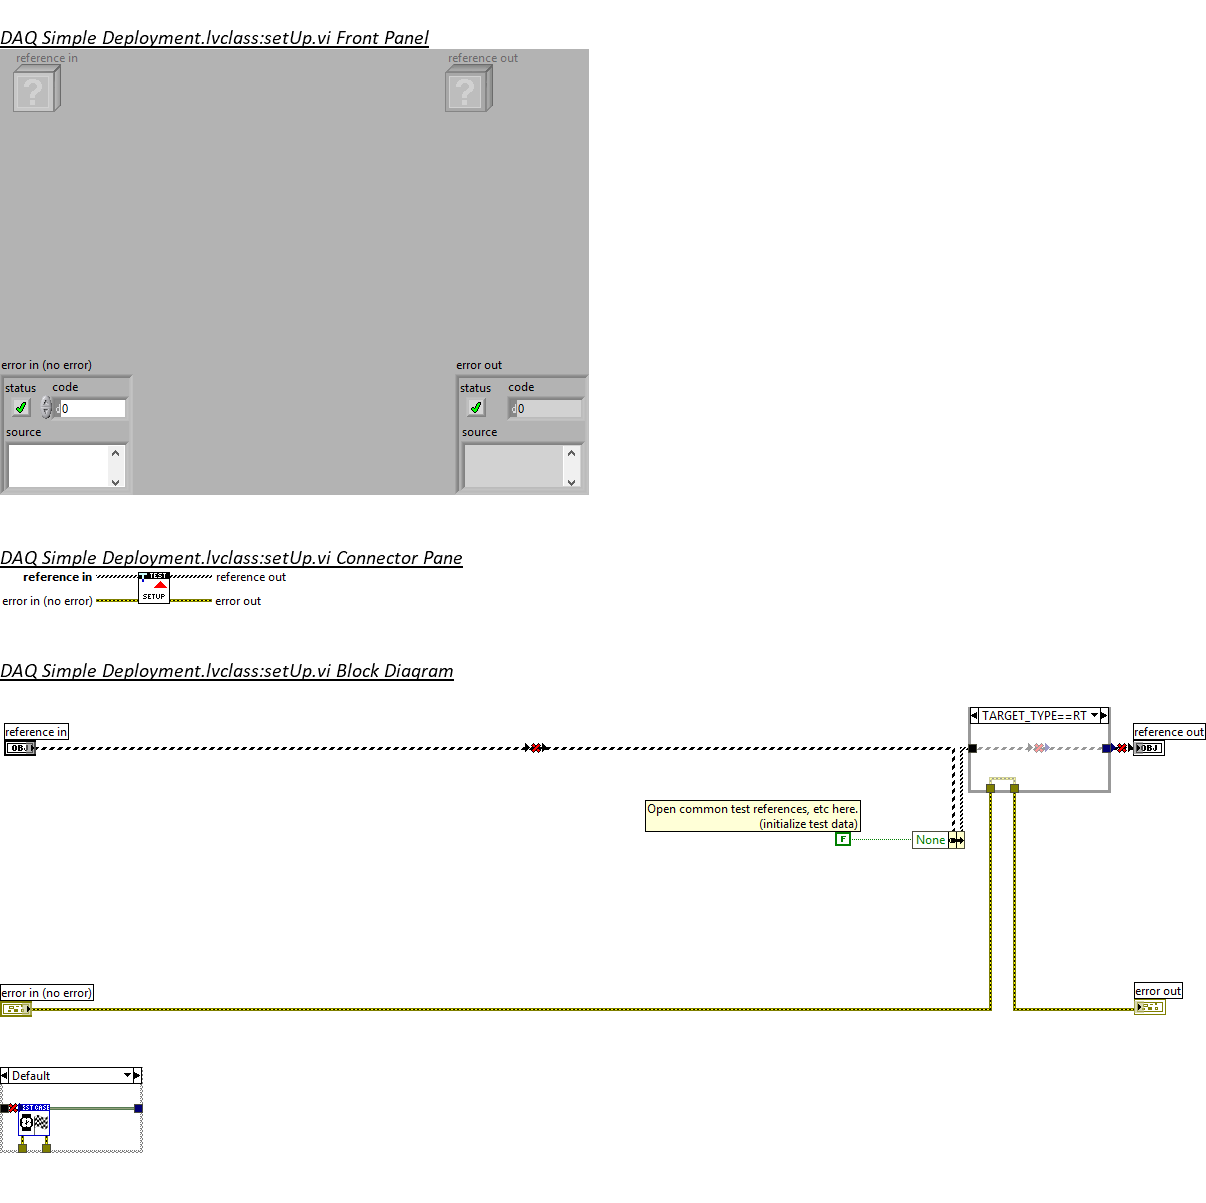 DAQ Simple Deployment.lvclass:setUp.vi Front Panel
reference in
reference out
?
?
error in (no error)
error out
status
code
status
code
d
0
d
0
source
source
DAQ Simple Deployment.lvclass:setUp.vi Connector Pane
reference in
TEST
reference out
error in (no error)
SETUP
error out
DAQ Simple Deployment.lvclass:setUp.vi Block Diagram
TARGET_TYPE==RT
reference in
reference out
OBJ
OBJ
Open common test references, etc here.
(initialize test data)
F
None
error in (no error)
error out
Default
TEST CASE